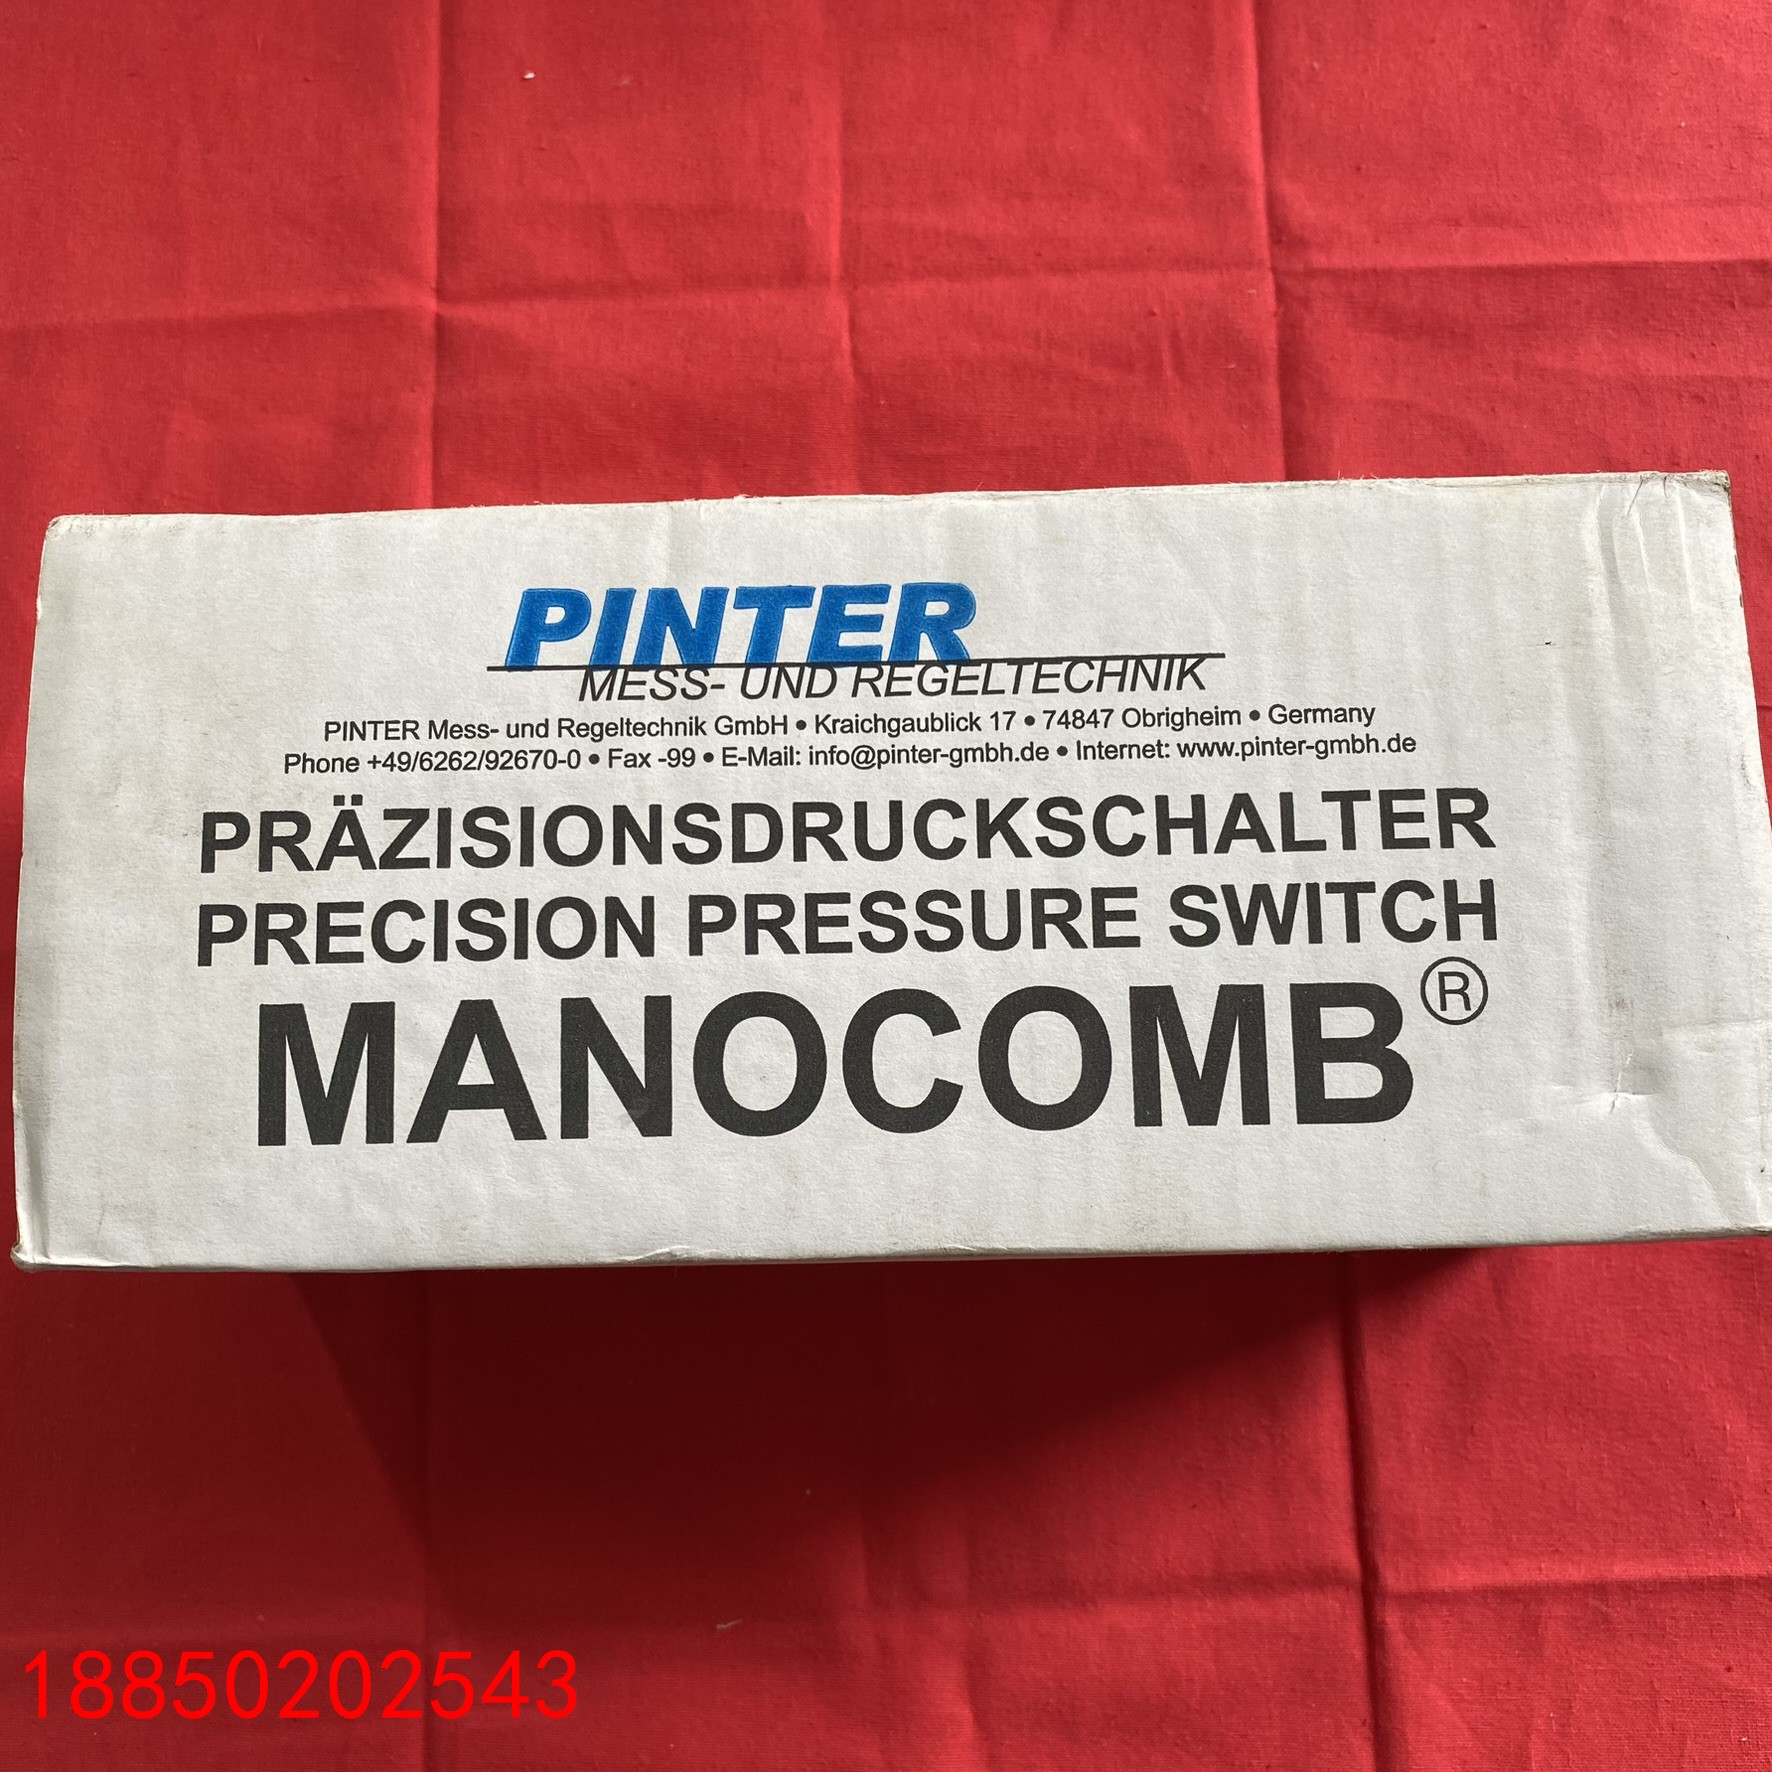 PINTER
MESS- UND REGELTECHNIK
PINTER Mess- und Regeltechnik GmbH • Kraichgaublick 17 • 74847 Obrigheim • Germany
Phone +49/6262/92670-0 • Fax -99 • E-Mail: info@pinter-gmbh.de • Internet: www.pinter-gmbh.de
PRÄZISIONSDRUCKSCHALTER
PRECISION PRESSURE SWITCH
MANOCOMB®
18850202543